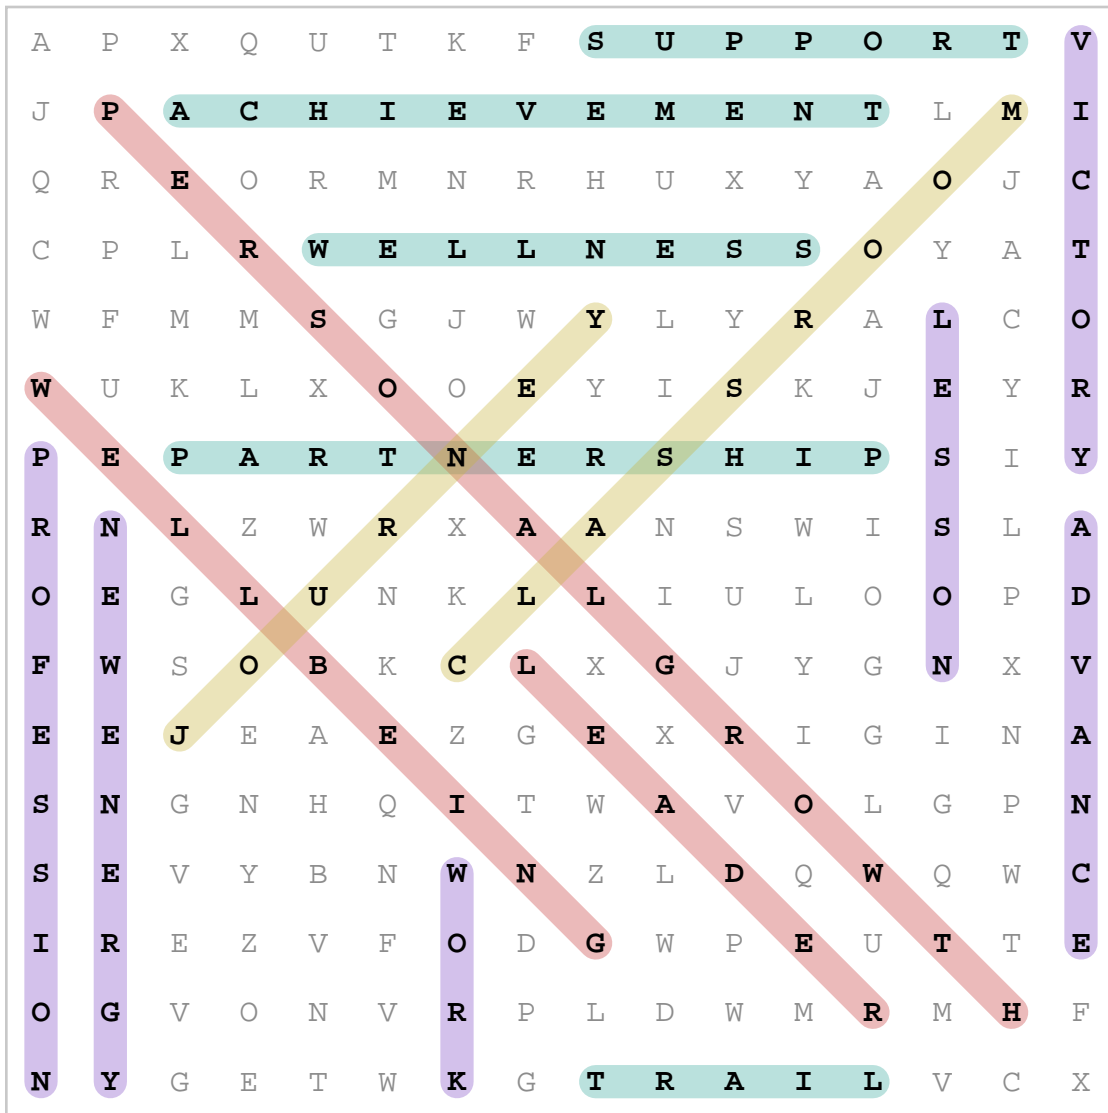 A P X Q U T K F S U P P O R T V
J P A C H I E V E M E N T L M I
Q R E O R M N R H U X Y A O J C
C P L R W E L L N E S S O Y A T
W F M M S G J W Y L Y R A L C O
W U K L X O O E Y I S K J E Y R
P E P A R T N E R S H I P S I Y
R N L Z W R X A A N S W I S L A
O E G L U N K L L I U L O O P D
F W S O B K C L X G J Y G N X V
E E J E A E Z G E X R I G I N A
S N G N H Q I T W A V O L G P N
S E V Y B N W N Z L D Q W Q W C
I R E Z V F O D G W P E U T T E
O G V O N V R P L D W M R M H F
N Y G E T W K G T R A I L V C X